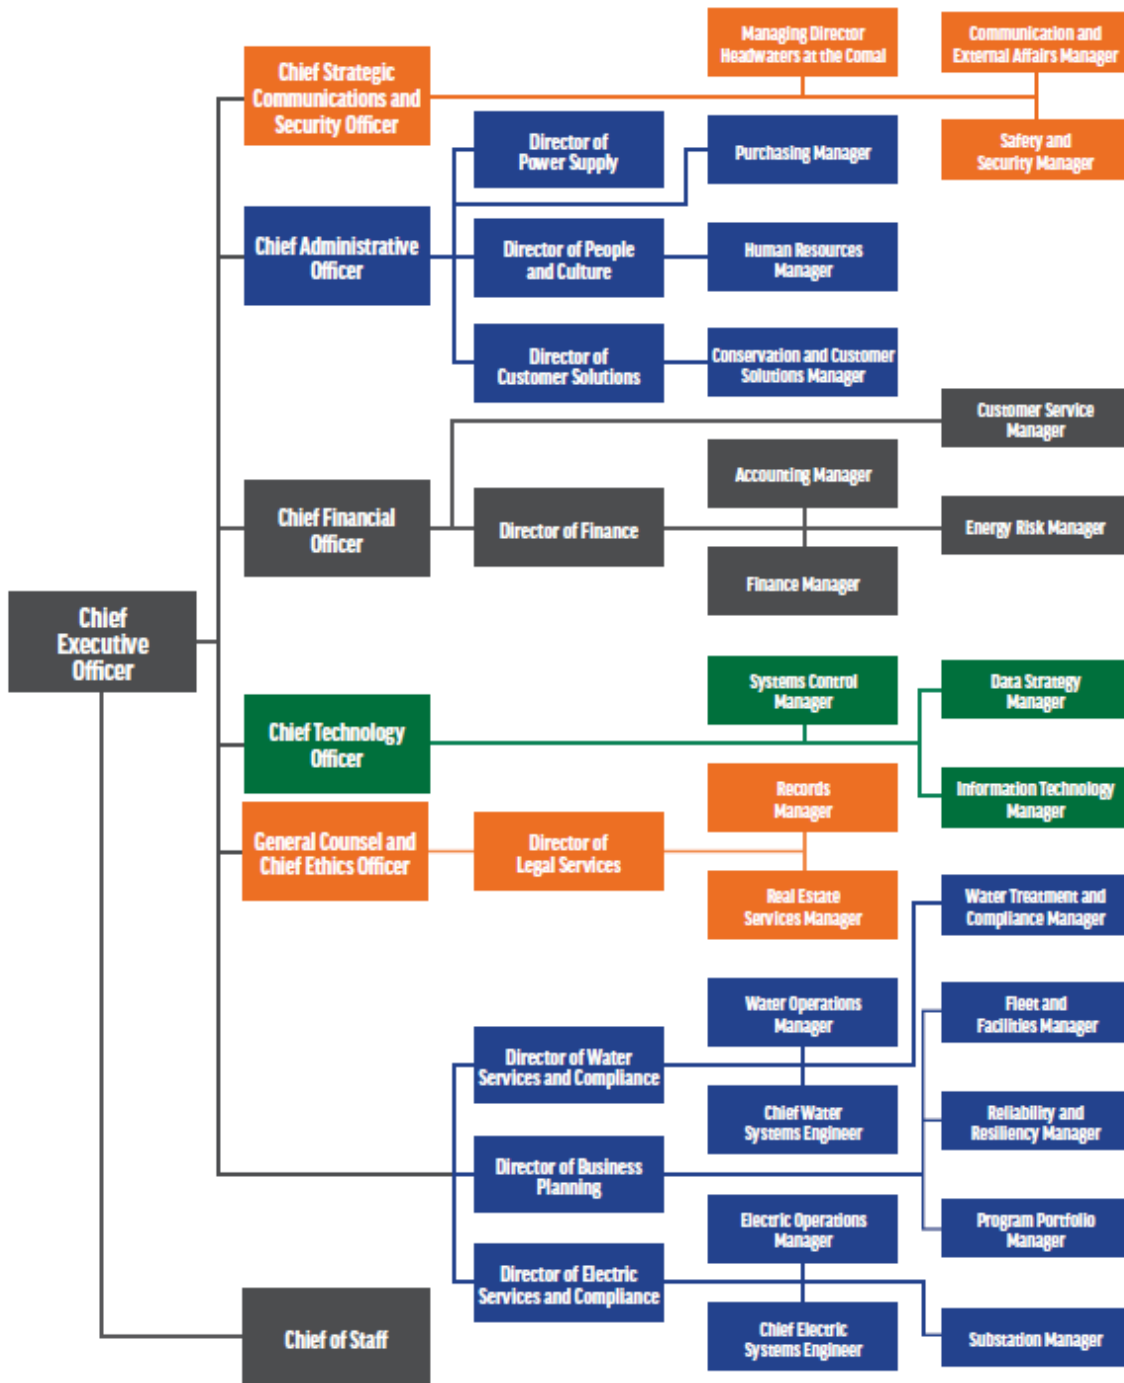 Managing Director
Headwaters at the Comal
Communication and
External Affairs Manager
Chief Strategic
Communications and
Security Officer
Safety and
Security Manager
Director of
Power Supply
Purchasing Manager
Chief Administrative
Officer
Director of People
and Culture
Human Resources
Manager
Director of
Customer Solutions
Conservation and Customer
Solutions Manager
Customer Service
Manager
Accounting Manager
Chief Financial
Officer
Director of Finance
Energy Risk Manager
Finance Manager
Chief
Executive
Officer
Systems Control
Manager
Data Strategy
Manager
Chief Technology
Officer
Information Technology
Manager
Records
Manager
General Counsel and
Chief Ethics Officer
Director of
Legal Services
Real Estate
Services Manager
Water Treatment and
Compliance Manager
Water Operations
Manager
Fleet and
Facilities Manager
Director of Water
Services and Compliance
Chief Water
Systems Engineer
Reliability and
Resiliency Manager
Director of Business
Planning
Electric Operations
Manager
Program Portfolio
Manager
Director of Electric
Services and Compliance
Chief Electric
Systems Engineer
Substation Manager
Chief of Staff